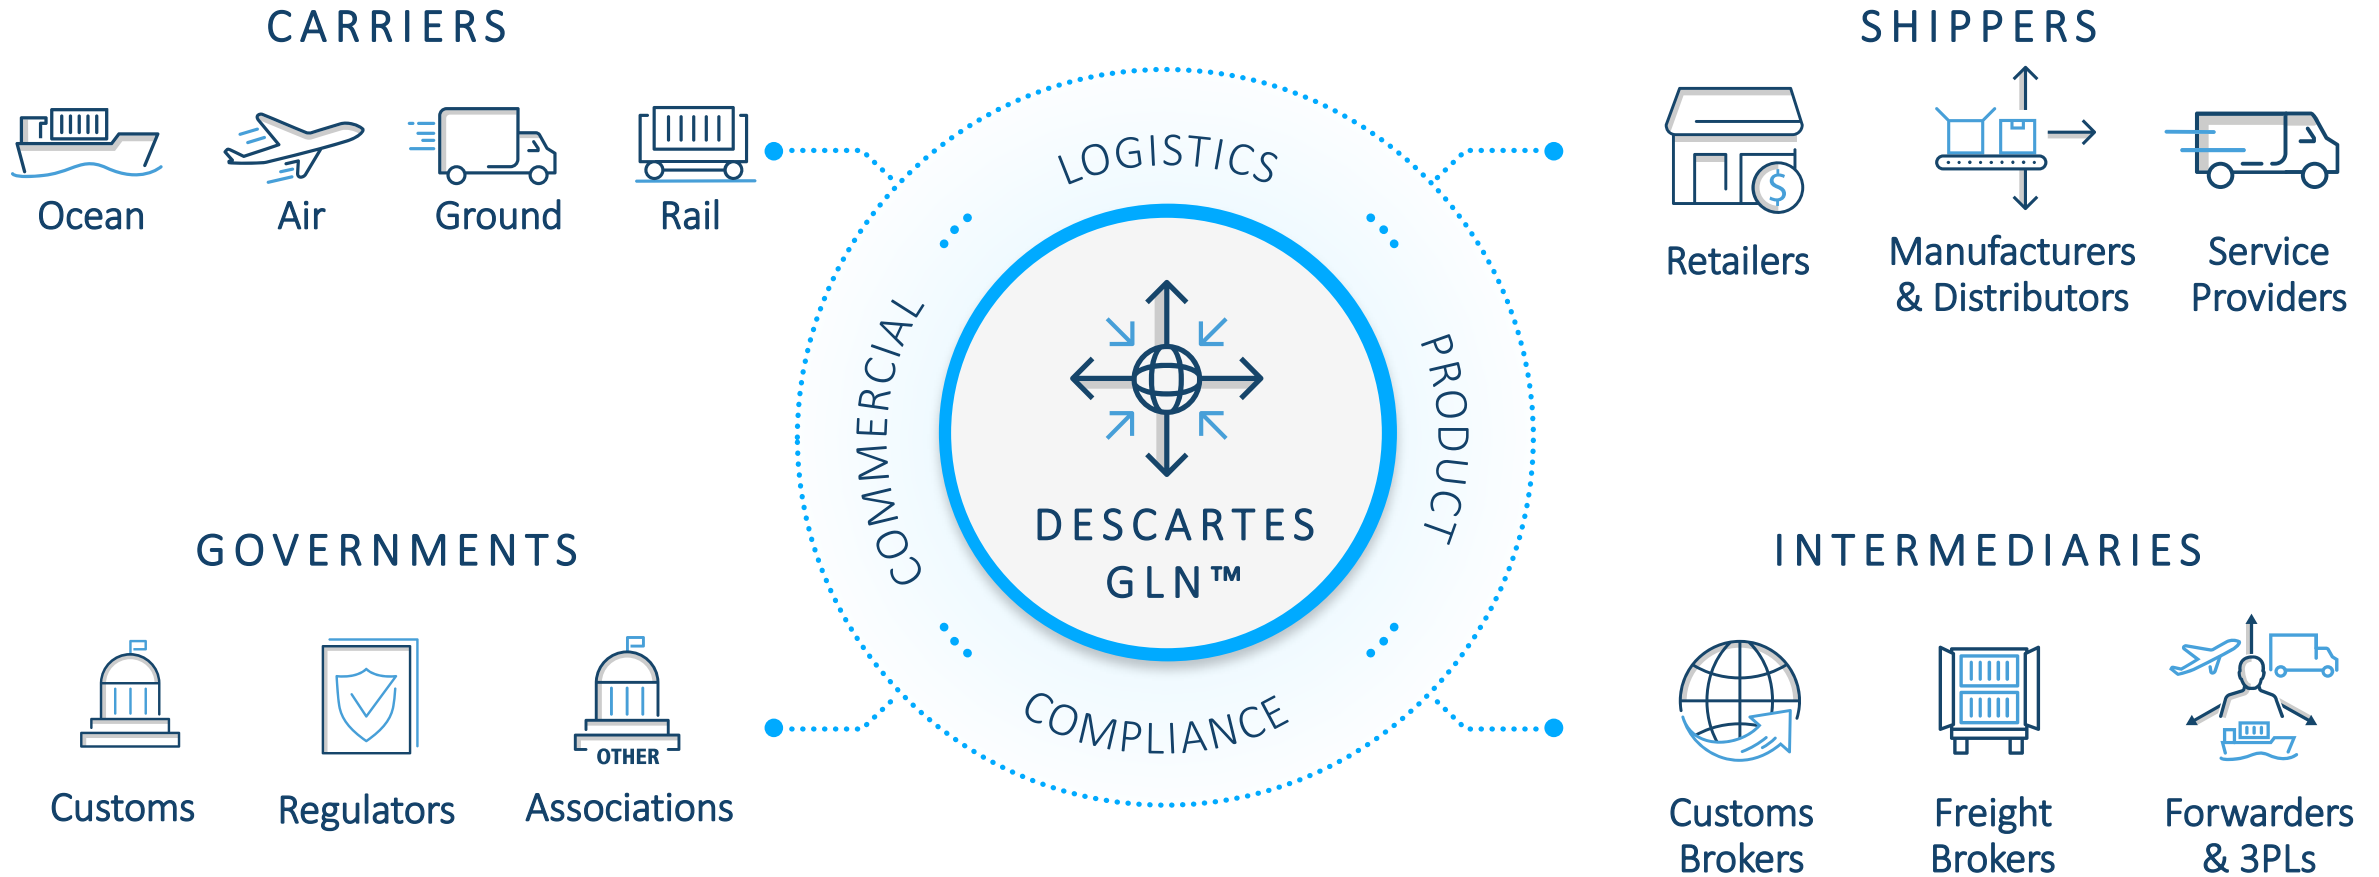 CARRIERS
Ocean
Air
Ground
Rail
SHIPPERS
Retailers
Manufacturers
& Distributors
Service
Providers
LOGISTICS
PRODUCT
COMPLIANCE
COMMERCIAL
DESCARTES
GLN™
GOVERNMENTS
Customs
Regulators
OTHER
Associations
INTERMEDIARIES
Customs
Brokers
Freight
Brokers
Forwarders
& 3PLs
$